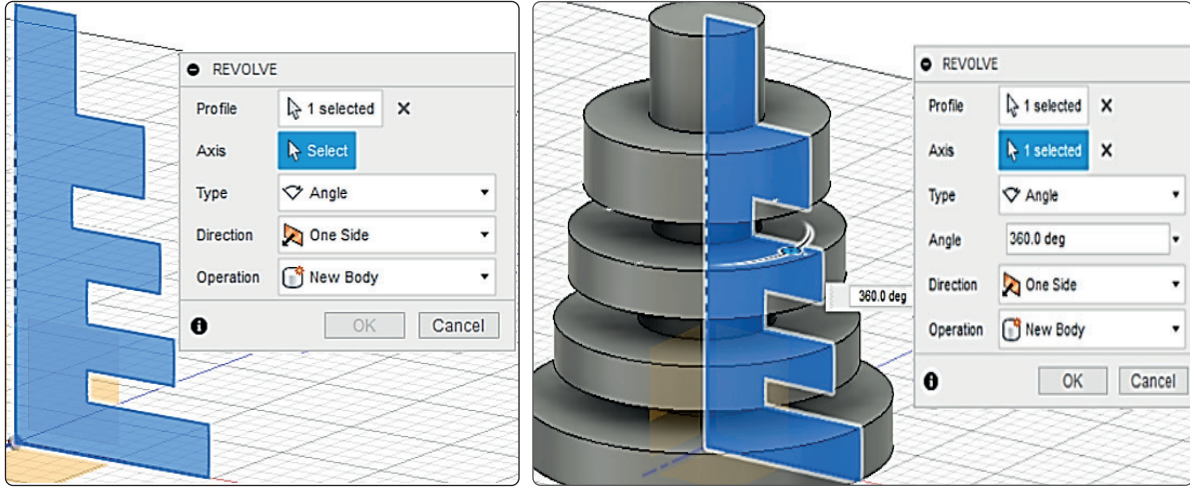 REVOLVE
Profile 1 selected
Axis Select
Type Angle
Direction One Side
Operation New Body
OK Cancel
REVOLVE
Profile 1 selected
Axis 1 selected
Type Angle
Angle 360.0 deg
Direction One Side
Operation New Body
OK Cancel
360.0 deg